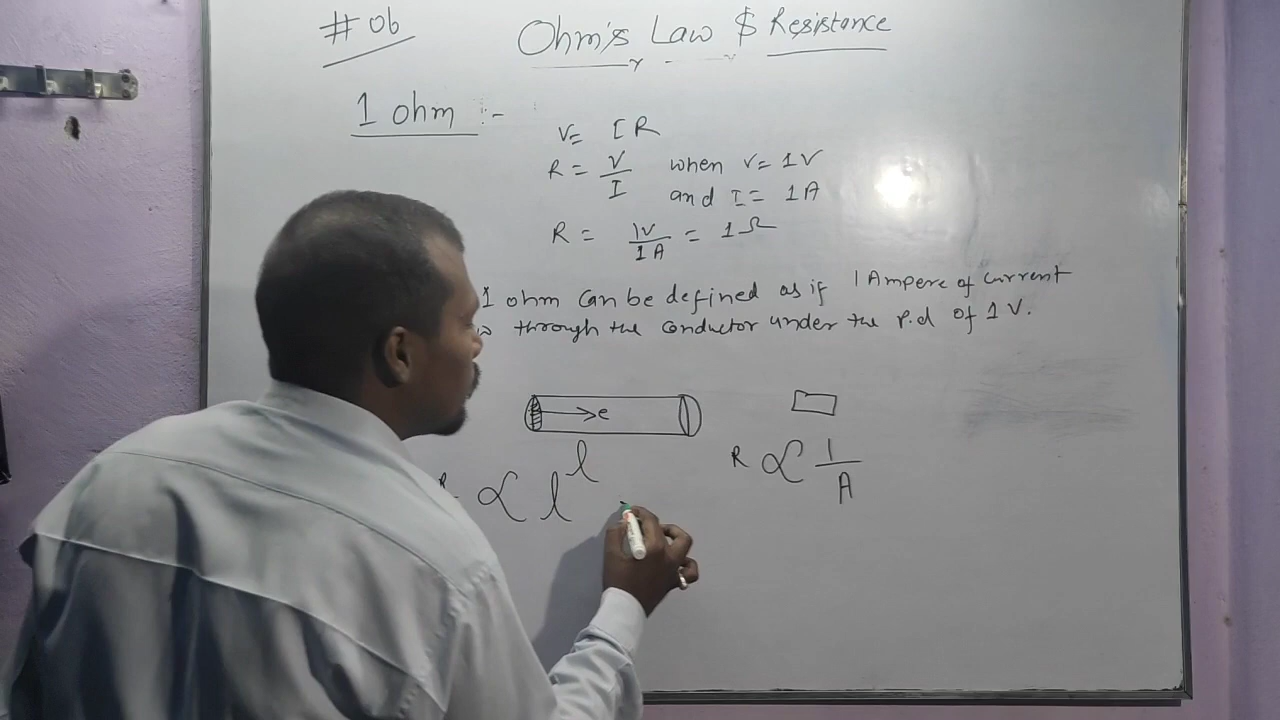 # 06
Ohm's Law $ Resistance
1 ohm :-
V= IR
R = V/I when V= 1V
and I= 1A
R = 1V/1A = 1Ω
1 ohm can be defined as if 1 Ampere of current
through the conductor under the P.d of 1V.
e
l
R ∝ l
R ∝ 1/A